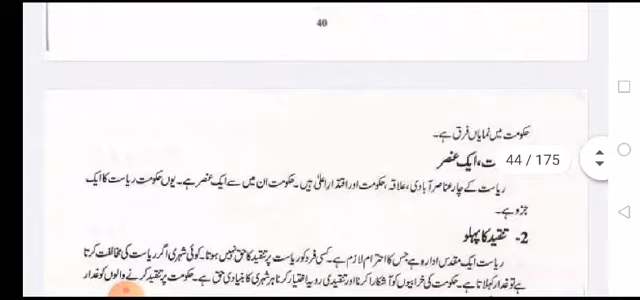 40
حکومت میں نمایاں فرق ہے۔
ت، ایک عنصر
44 / 175
ریاست کے چار عناصر آبادی، علاقہ، حکومت اور اقتدار اعلیٰ ہیں۔ حکومت ان میں سے ایک عنصر ہے۔ یوں حکومت ریاست کا ایک
جزو ہے۔
2- تنقید کا پہلو
ریاست ایک مقدس ادارہ ہے جس کا احترام لازم ہے۔ کسی فرد کو ریاست پر تنقید کا حق نہیں ہوتا۔ کوئی شہری اگر ریاست کی مخالفت کرتا
ہے تو غدار کہلاتا ہے۔ حکومت کی خرابیوں کو آشکارا کرنا اور تنقیدی رویہ اختیار کرنا ہر شہری کا بنیادی حق ہے۔ حکومت پر تنقید کرنے والوں کو غدار